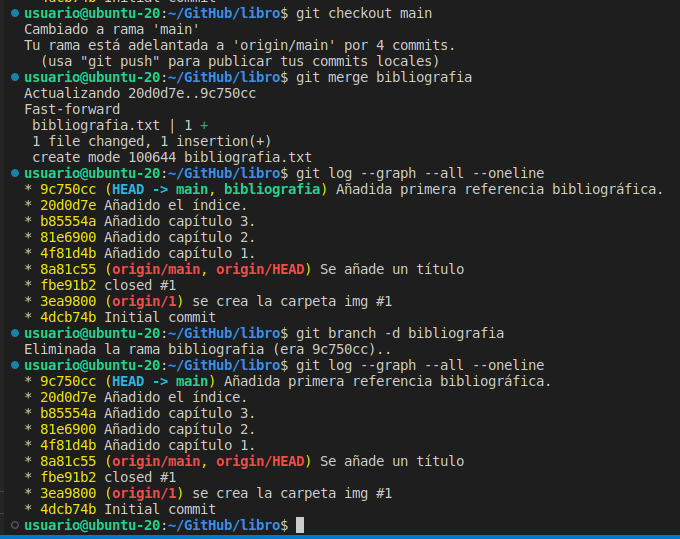 usuario@ubuntu-20:~/GitHub/libro$ git checkout main
Cambiado a rama 'main'
Tu rama está adelantada a 'origin/main' por 4 commits.
  (usa "git push" para publicar tus commits locales)
usuario@ubuntu-20:~/GitHub/libro$ git merge bibliografia
Actualizando 20d0d7e..9c750cc
Fast-forward
 bibliografia.txt | 1 +
 1 file changed, 1 insertion(+)
 create mode 100644 bibliografia.txt
usuario@ubuntu-20:~/GitHub/libro$ git log --graph --all --oneline
* 9c750cc (HEAD -> main, bibliografia) Añadida primera referencia bibliográfica.
* 20d0d7e Añadido el índice.
* b85554a Añadido capítulo 3.
* 81e6900 Añadido capítulo 2.
* 4f81d4b Añadido capítulo 1.
* 8a81c55 (origin/main, origin/HEAD) Se añade un título
* fbe91b2 closed #1
* 3ea9800 (origin/1) se crea la carpeta img #1
* 4dcb74b Initial commit
usuario@ubuntu-20:~/GitHub/libro$ git branch -d bibliografia
Eliminada la rama bibliografia (era 9c750cc)..
usuario@ubuntu-20:~/GitHub/libro$ git log --graph --all --oneline
* 9c750cc (HEAD -> main) Añadida primera referencia bibliográfica.
* 20d0d7e Añadido el índice.
* b85554a Añadido capítulo 3.
* 81e6900 Añadido capítulo 2.
* 4f81d4b Añadido capítulo 1.
* 8a81c55 (origin/main, origin/HEAD) Se añade un título
* fbe91b2 closed #1
* 3ea9800 (origin/1) se crea la carpeta img #1
* 4dcb74b Initial commit
usuario@ubuntu-20:~/GitHub/libro$